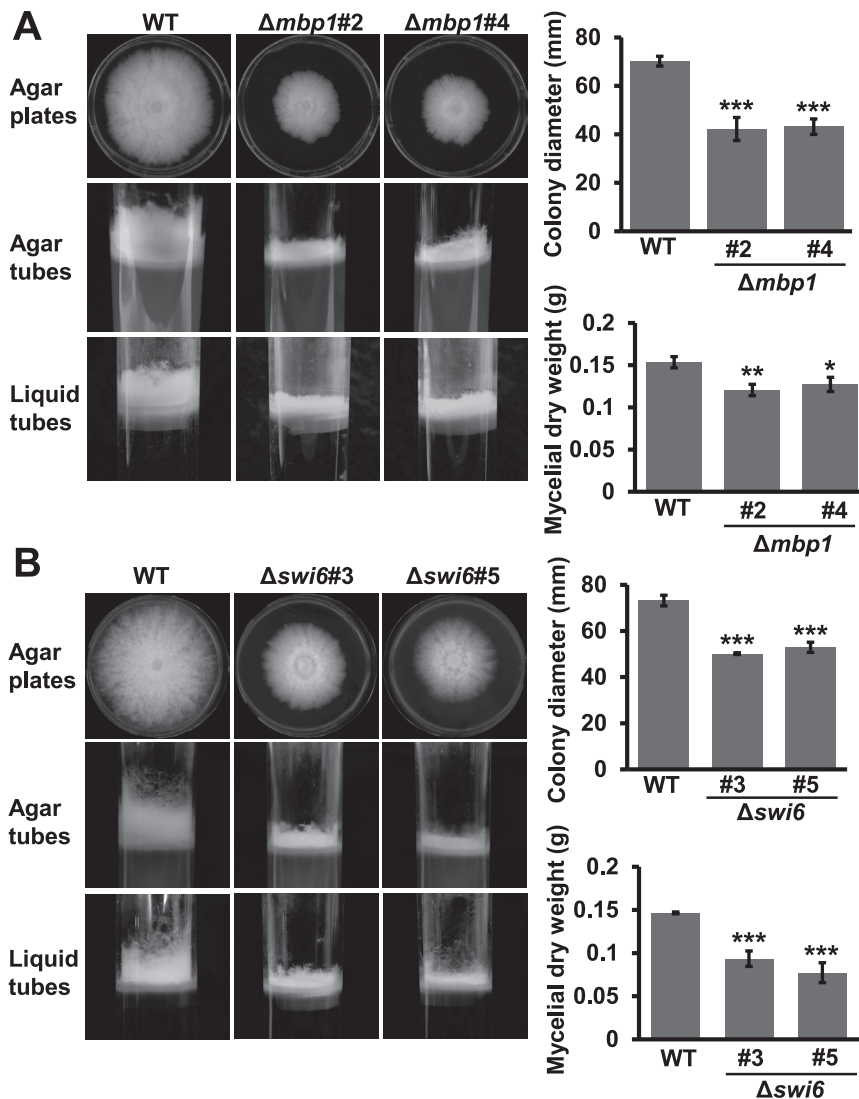 A
WT
Δmbp1#2
Δmbp1#4
Agar
plates
Agar
tubes
Liquid
tubes
Colony diameter (mm)
80
60
40
20
0
***
***
WT
#2
#4
Δmbp1
Mycelial dry weight (g)
0.2
0.15
0.1
0.05
0
**
*
WT
#2
#4
Δmbp1
B
WT
Δswi6#3
Δswi6#5
Agar
plates
Agar
tubes
Liquid
tubes
Colony diameter (mm)
80
60
40
20
0
***
***
WT
#3
#5
Δswi6
Mycelial dry weight (g)
0.2
0.15
0.1
0.05
0
***
***
WT
#3
#5
Δswi6